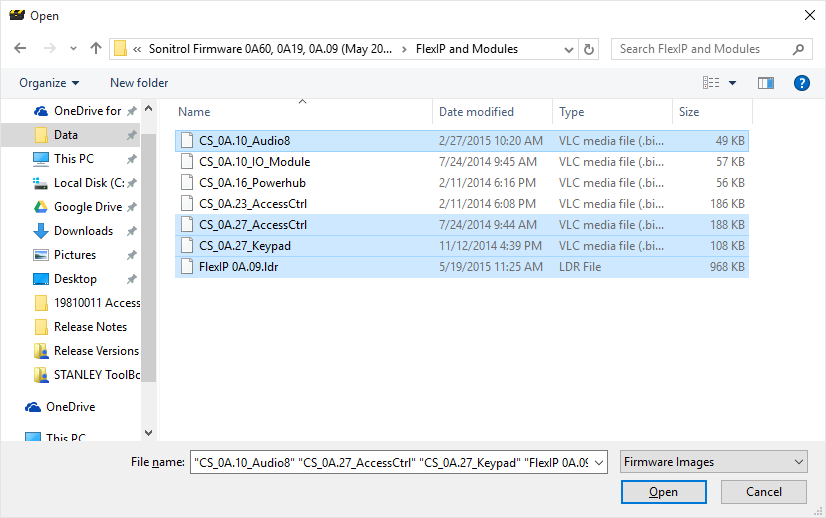 Open
« Sonitrol Firmware 0A60, 0A19, 0A.09 (May 20... > FlexIP and Modules
Search FlexIP and Modules
Organize
New folder
?
OneDrive for
Data
This PC
Local Disk (C:
Google Drive
Downloads
Pictures
Desktop
19810011 Access
Release Notes
Release Versions
STANLEY ToolBo
OneDrive
This PC
Name Date modified Type Size
CS_0A.10_Audio8 2/27/2015 10:20 AM VLC media file (.bi... 49 KB
CS_0A.10_IO_Module 7/24/2014 9:45 AM VLC media file (.bi... 57 KB
CS_0A.16_Powerhub 2/11/2014 6:16 PM VLC media file (.bi... 56 KB
CS_0A.23_AccessCtrl 2/11/2014 6:08 PM VLC media file (.bi... 186 KB
CS_0A.27_AccessCtrl 7/24/2014 9:44 AM VLC media file (.bi... 188 KB
CS_0A.27_Keypad 11/12/2014 4:39 PM VLC media file (.bi... 108 KB
FlexIP 0A.09.ldr 5/19/2015 11:25 AM LDR File 968 KB
File name: "CS_0A.10_Audio8" "CS_0A.27_AccessCtrl" "CS_0A.27_Keypad" "FlexIP 0A.09
Firmware Images
Open
Cancel